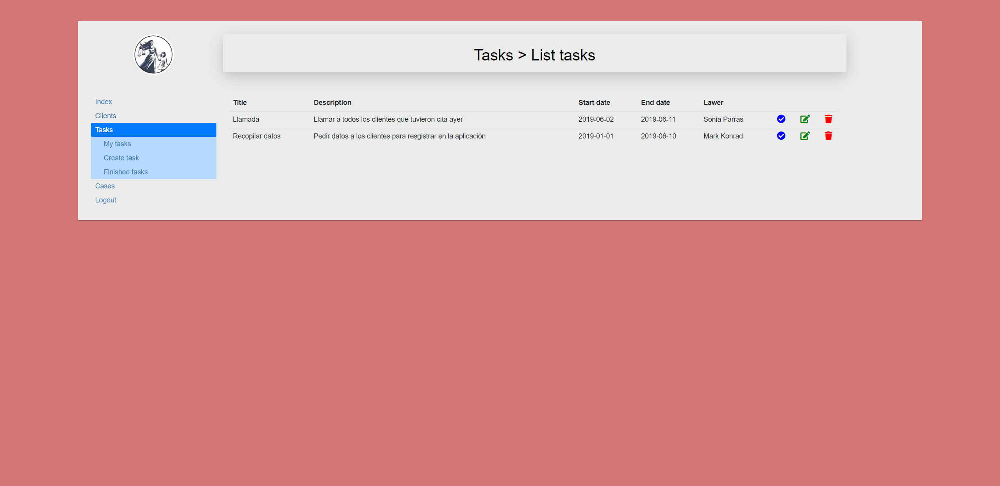 Tasks > List tasks
Index
Clients
Tasks
My tasks
Create task
Finished tasks
Cases
Logout
Title Description Start date End date Lawer
Llamada Llamar a todos los clientes que tuvieron cita ayer 2019-06-02 2019-06-11 Sonia Parras
Recopilar datos Pedir datos a los clientes para resgistrar en la aplicación 2019-01-01 2019-06-10 Mark Konrad